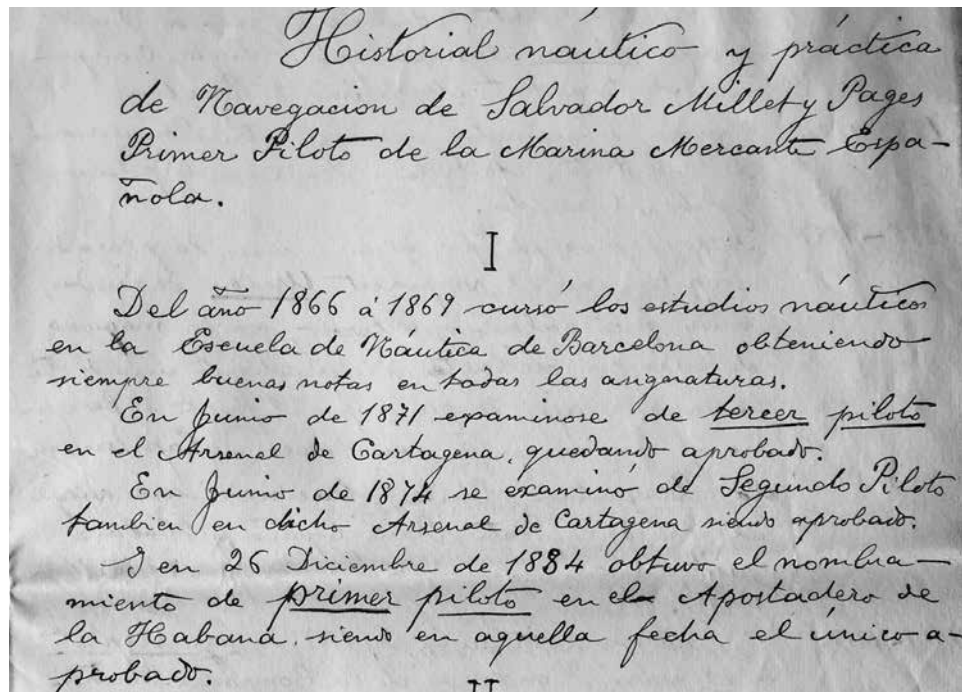 Historial náutico y práctica
de Navegacion de Salvador Millet y Pages
Primer Piloto de la Marina Mercante Espa-
ñola.
I
Del año 1866 á 1869 cursó los estudios náuticos
en la Escuela de Náutica de Barcelona obteniendo
siempre buenas notas en todas las asignaturas.
En Junio de 1871 examinose de tercer piloto
en el Arsenal de Cartagena, quedando aprobado.
En Junio de 1874 se examinó de Segundo Piloto
tambien en dicho Arsenal de Cartagena siendo aprobado.
I en 26 Diciembre de 1884 obtuvo el nombra-
miento de primer piloto en el Apostadero de
la Habana, siendo en aquella fecha el único a-
probado.
II